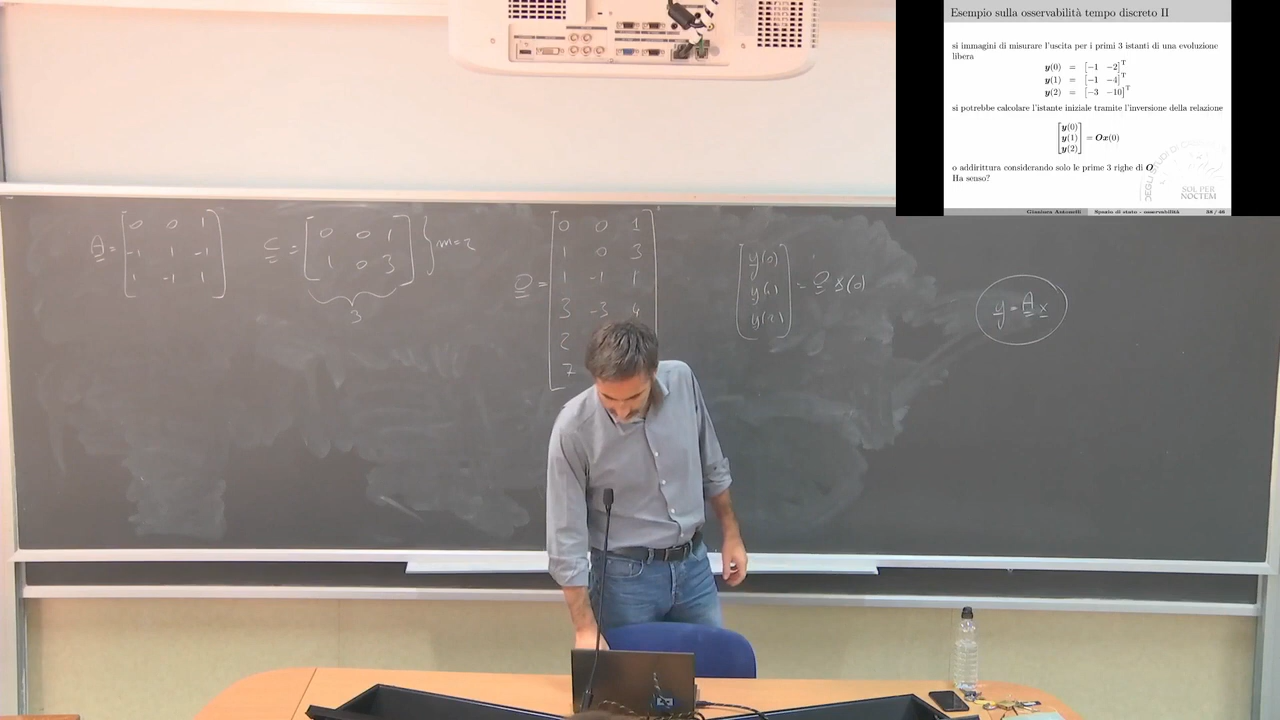 Esempio sulla osservabilità tempo discreto II
si immagini di misurare l'uscita per i primi 3 istanti di una evoluzione
libera
y(0) = [−1 −2]ᵀ
y(1) = [−1 −4]ᵀ
y(2) = [−3 −10]ᵀ
si potrebbe calcolare l'istante iniziale tramite l'inversione della relazione
y(0)
y(1) = Ox(0)
y(2)
o addirittura considerando solo le prime 3 righe di O
Ha senso?
DEGLI STUDI DI
SOL PER
NOCTEM
Gianluca Antonelli Spazio di stato - osservabilità 38 / 48
A =
0 0 1
-1 1 -1
1 -1 1
C =
0 0 1
1 0 3
m=2
3
O =
0 0 1
1 0 3
1 -1 1
3 -3 4
2
7
y(0)
y(1) = O x(0)
y(2)
y = A x